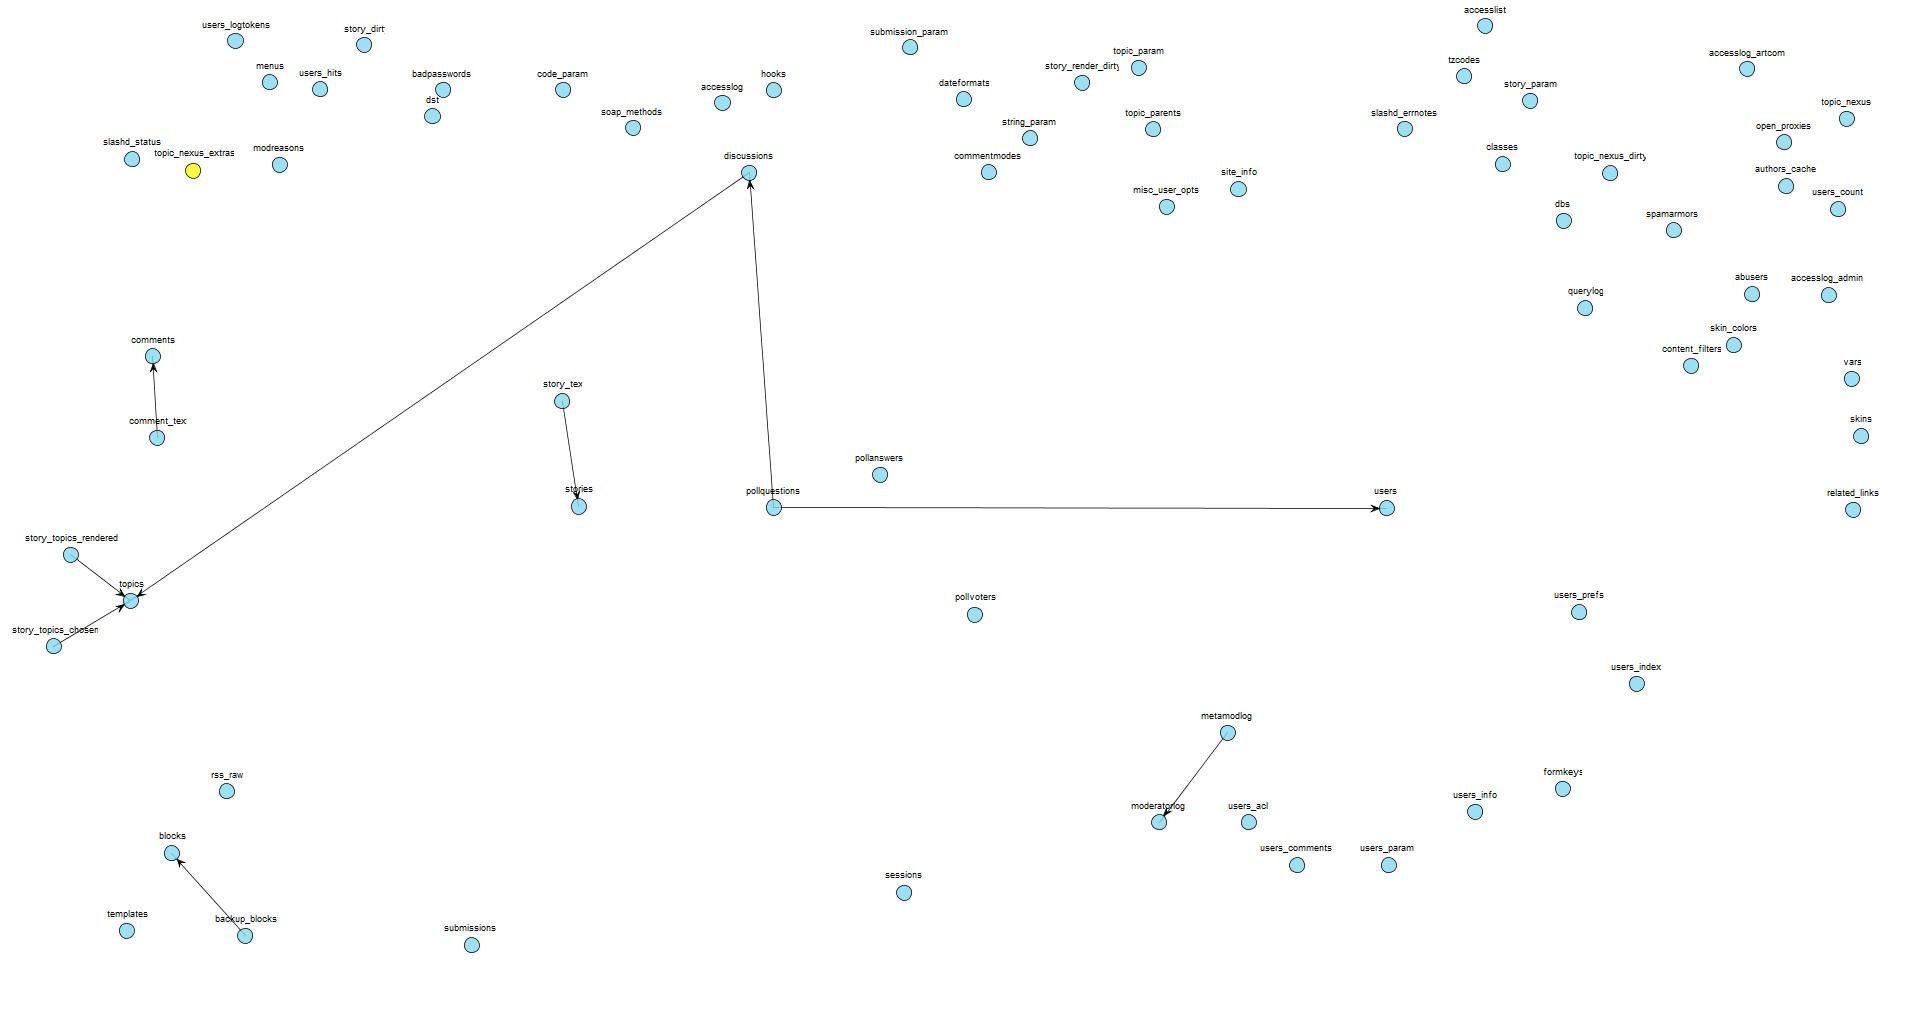 accesslist
users_logtokens
story_dirt
submission_param
topic_param
accesslog_artcom
menus
users_hits
badpasswords
code_param
hooks
story_render_dirty
tzcodes
dateformats
accesslog
story_param
dst
topic_nexus
soap_methods
topic_parents
slashd_errnotes
string_param
open_proxies
slashd_status
topic_nexus_extras
modreasons
discussions
commentmodes
classes
topic_nexus_dirty
site_info
authors_cache
misc_user_opts
users_count
dbs
spamarmors
abusers
accesslog_admin
querylog
skin_colors
comments
content_filters
vars
story_tex
comment_tex
skins
pollanswers
stories
pollquestions
users
related_links
story_topics_rendered
topics
pollvoters
users_prefs
story_topics_chosen
users_index
metamodlog
rss_raw
formkeys
users_info
moderatorlog
users_acl
blocks
users_comments
users_param
sessions
templates
backup_blocks
submissions